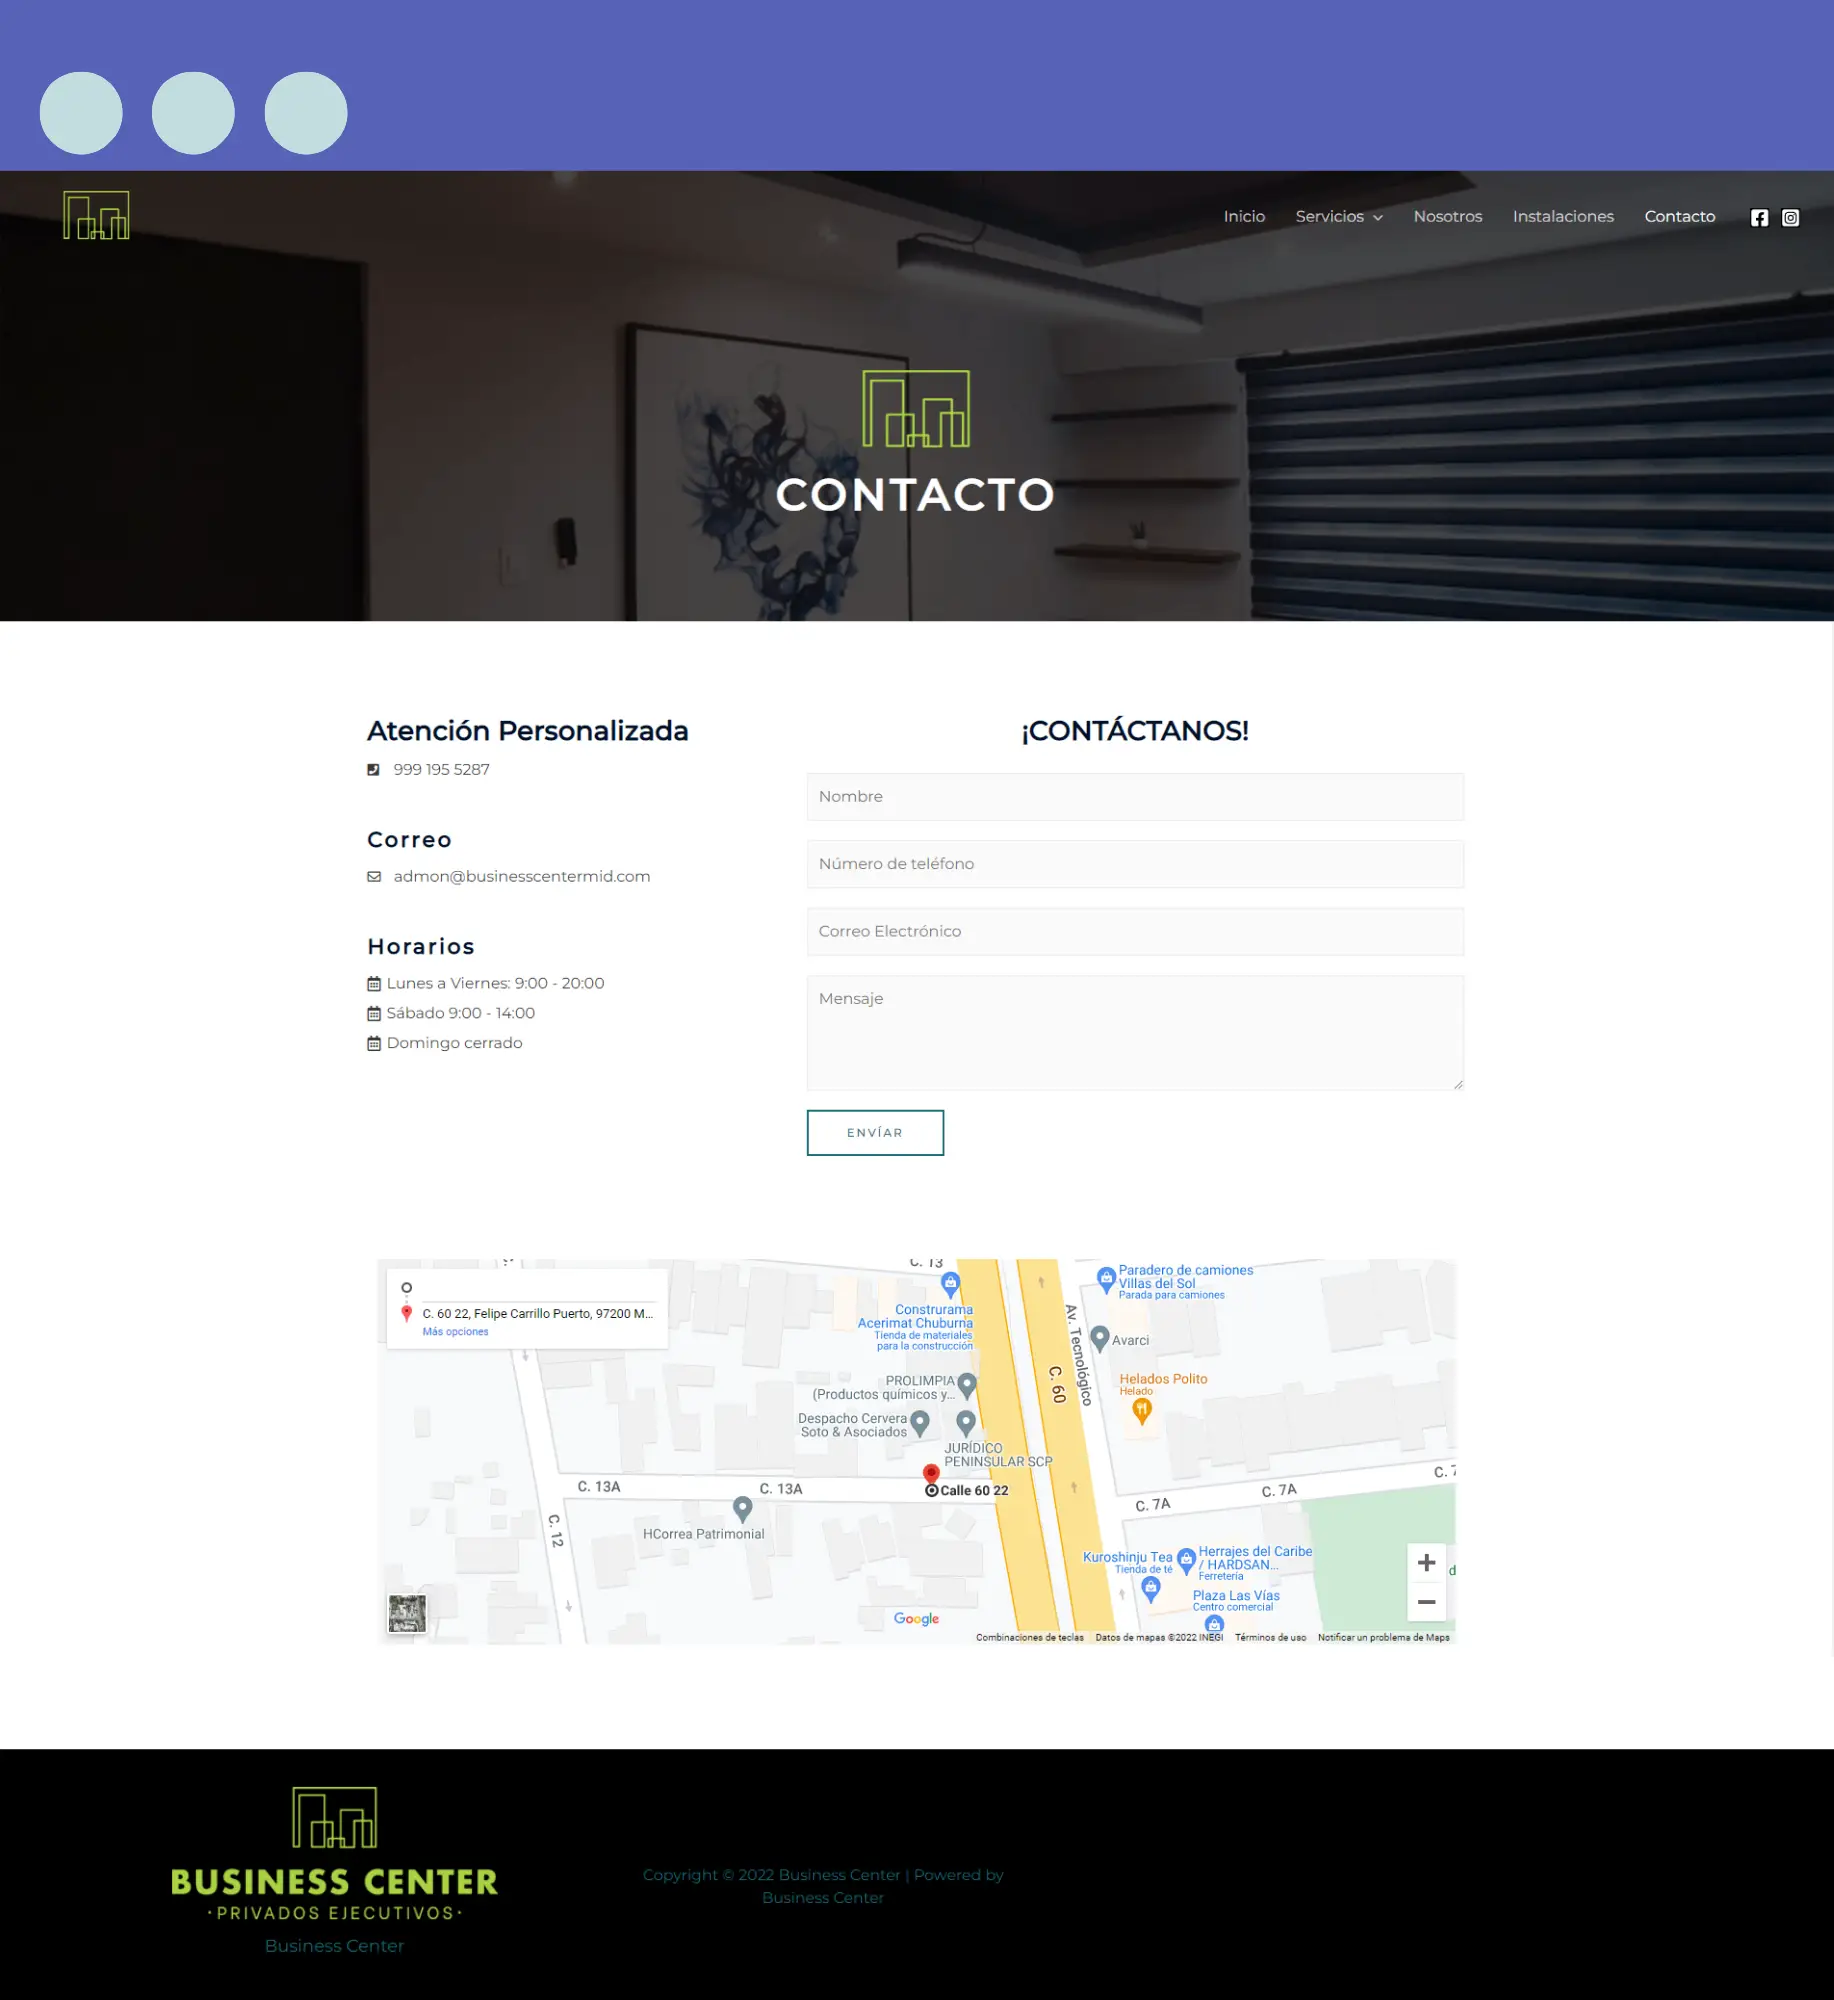 Inicio
Servicios
Nosotros
Instalaciones
Contacto
CONTACTO
Atención Personalizada
999 195 5287
Correo
admon@businesscentermid.com
Horarios
Lunes a Viernes: 9:00 - 20:00
Sábado 9:00 - 14:00
Domingo cerrado
¡CONTÁCTANOS!
Nombre
Número de teléfono
Correo Electrónico
Mensaje
ENVÍAR
C. 60 22, Felipe Carrillo Puerto, 97200 M...
Más opciones
C. 13
Construrama
Acerimat Chuburna
Tienda de materiales
para la construcción
PROLIMPIA
(Productos químicos y...
Despacho Cervera
Soto & Asociados
JURÍDICO
PENINSULAR SCP
Calle 60 22
C. 13A
C. 13A
HCorrea Patrimonial
C. 12
C. 60
Av. Tecnológico
Paradero de camiones
Villas del Sol
Parada para camiones
Avarci
Helados Polito
Helado
C. 7A
C. 7A
C. 7
Kuroshinju Tea
Tienda de té
Herrajes del Caribe
/ HARDSAN...
Ferretería
Plaza Las Vías
Centro comercial
d
Google
Combinaciones de teclas
Datos de mapas ©2022 INEGI
Términos de uso
Notificar un problema de Maps
BUSINESS CENTER
·PRIVADOS EJECUTIVOS·
Business Center
Copyright © 2022 Business Center | Powered by
Business Center